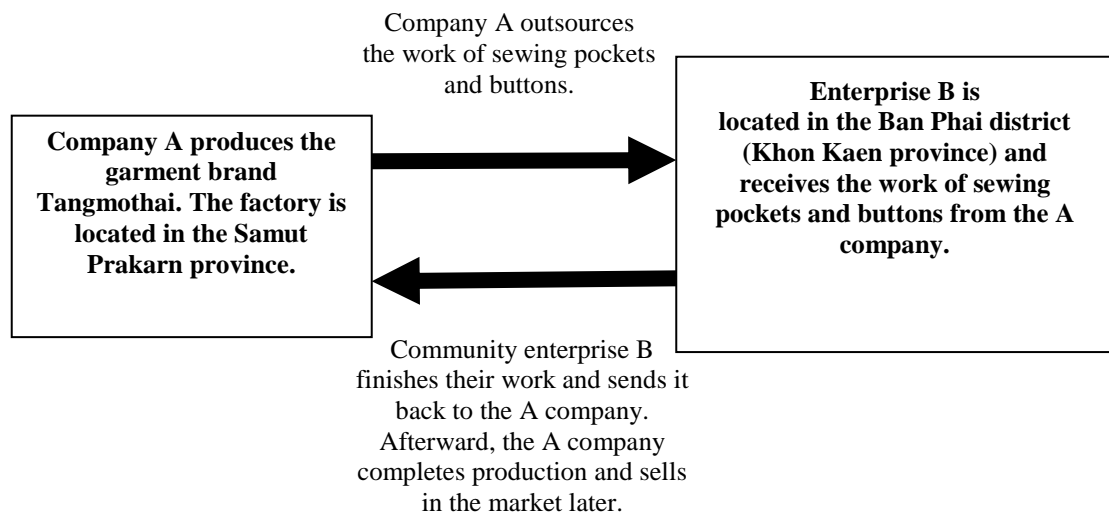 Company A outsources
the work of sewing pockets
and buttons.
Company A produces the
garment brand
Tangmothai. The factory is
located in the Samut
Prakarn province.
Enterprise B is
located in the Ban Phai district
(Khon Kaen province) and
receives the work of sewing
pockets and buttons from the A
company.
Community enterprise B
finishes their work and sends it
back to the A company.
Afterward, the A company
completes production and sells
in the market later.